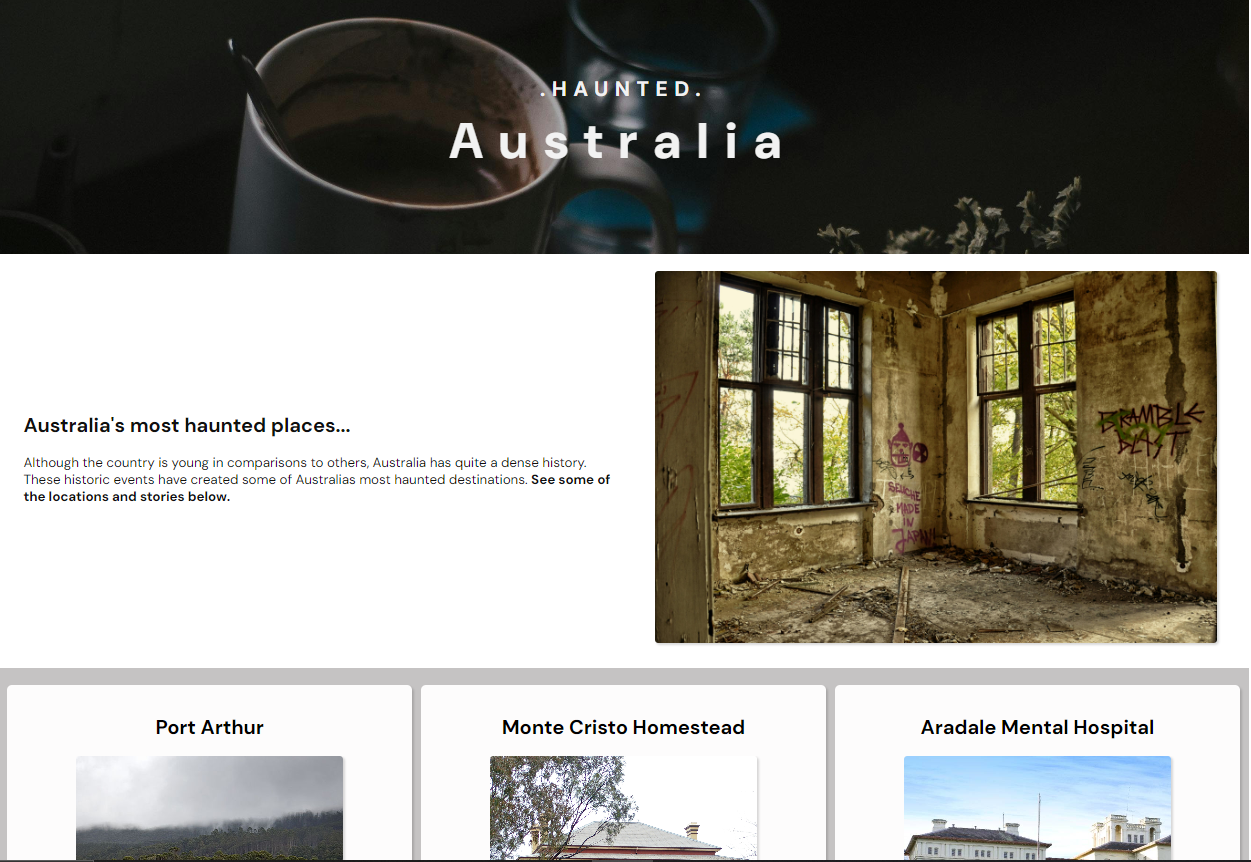 .HAUNTED.
Australia
Australia's most haunted places...
Although the country is young in comparisons to others, Australia has quite a dense history.
These historic events have created some of Australias most haunted destinations. See some of
the locations and stories below.
BRAMBLE
BLAST
SEUCHE
MADE
IN
JAPAN!
Port Arthur
Monte Cristo Homestead
Aradale Mental Hospital